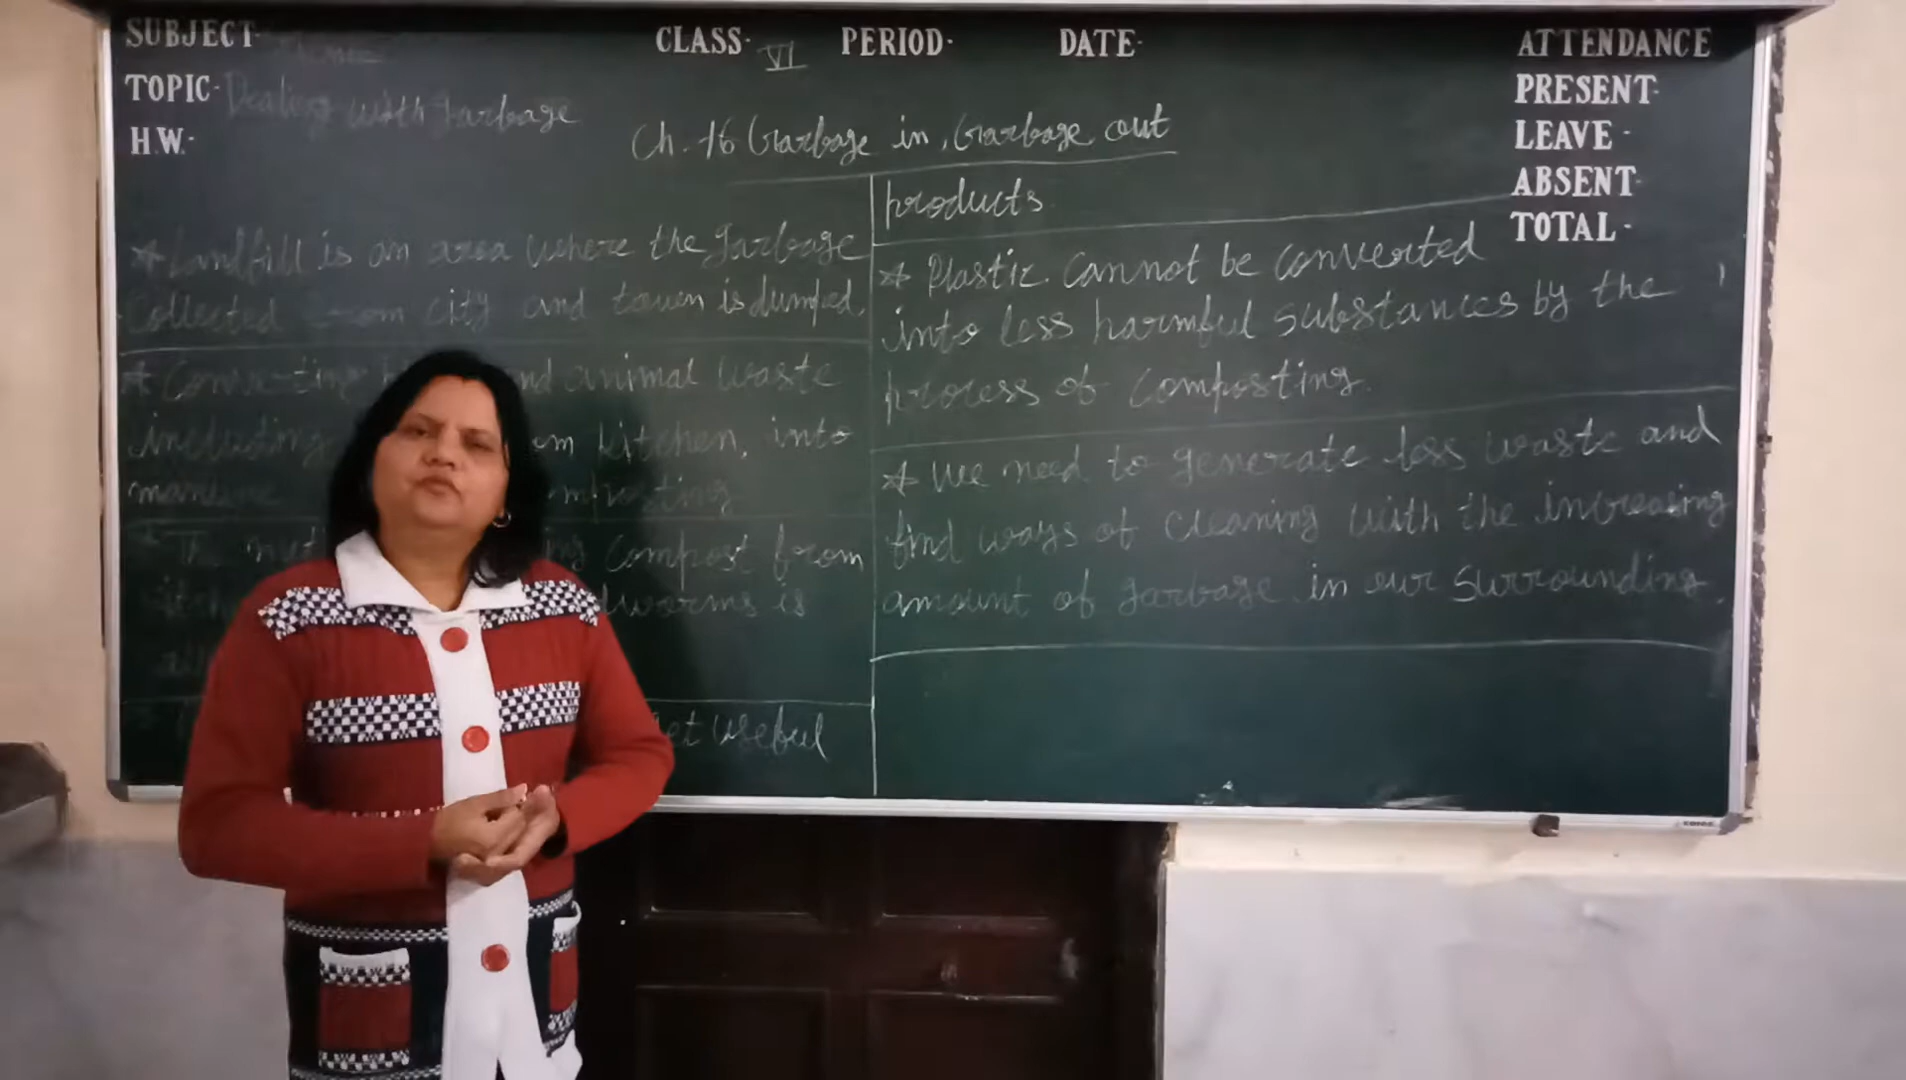 SUBJECT-
CLASS- VI
PERIOD-
DATE-
ATTENDANCE
TOPIC- Dealing with garbage
PRESENT-
H.W.-
LEAVE -
ABSENT-
TOTAL -
Ch. 16 Garbage in, Garbage out
* Landfill is an area where the garbage
collected from city and town is dumped.
* Converting and animal waste
including kitchen, into
compost from
is
useful
products.
* Plastic cannot be converted
into less harmful substances by the
process of composting.
* We need to generate less waste and
find ways of cleaning with the increasing
amount of garbage in our surrounding.